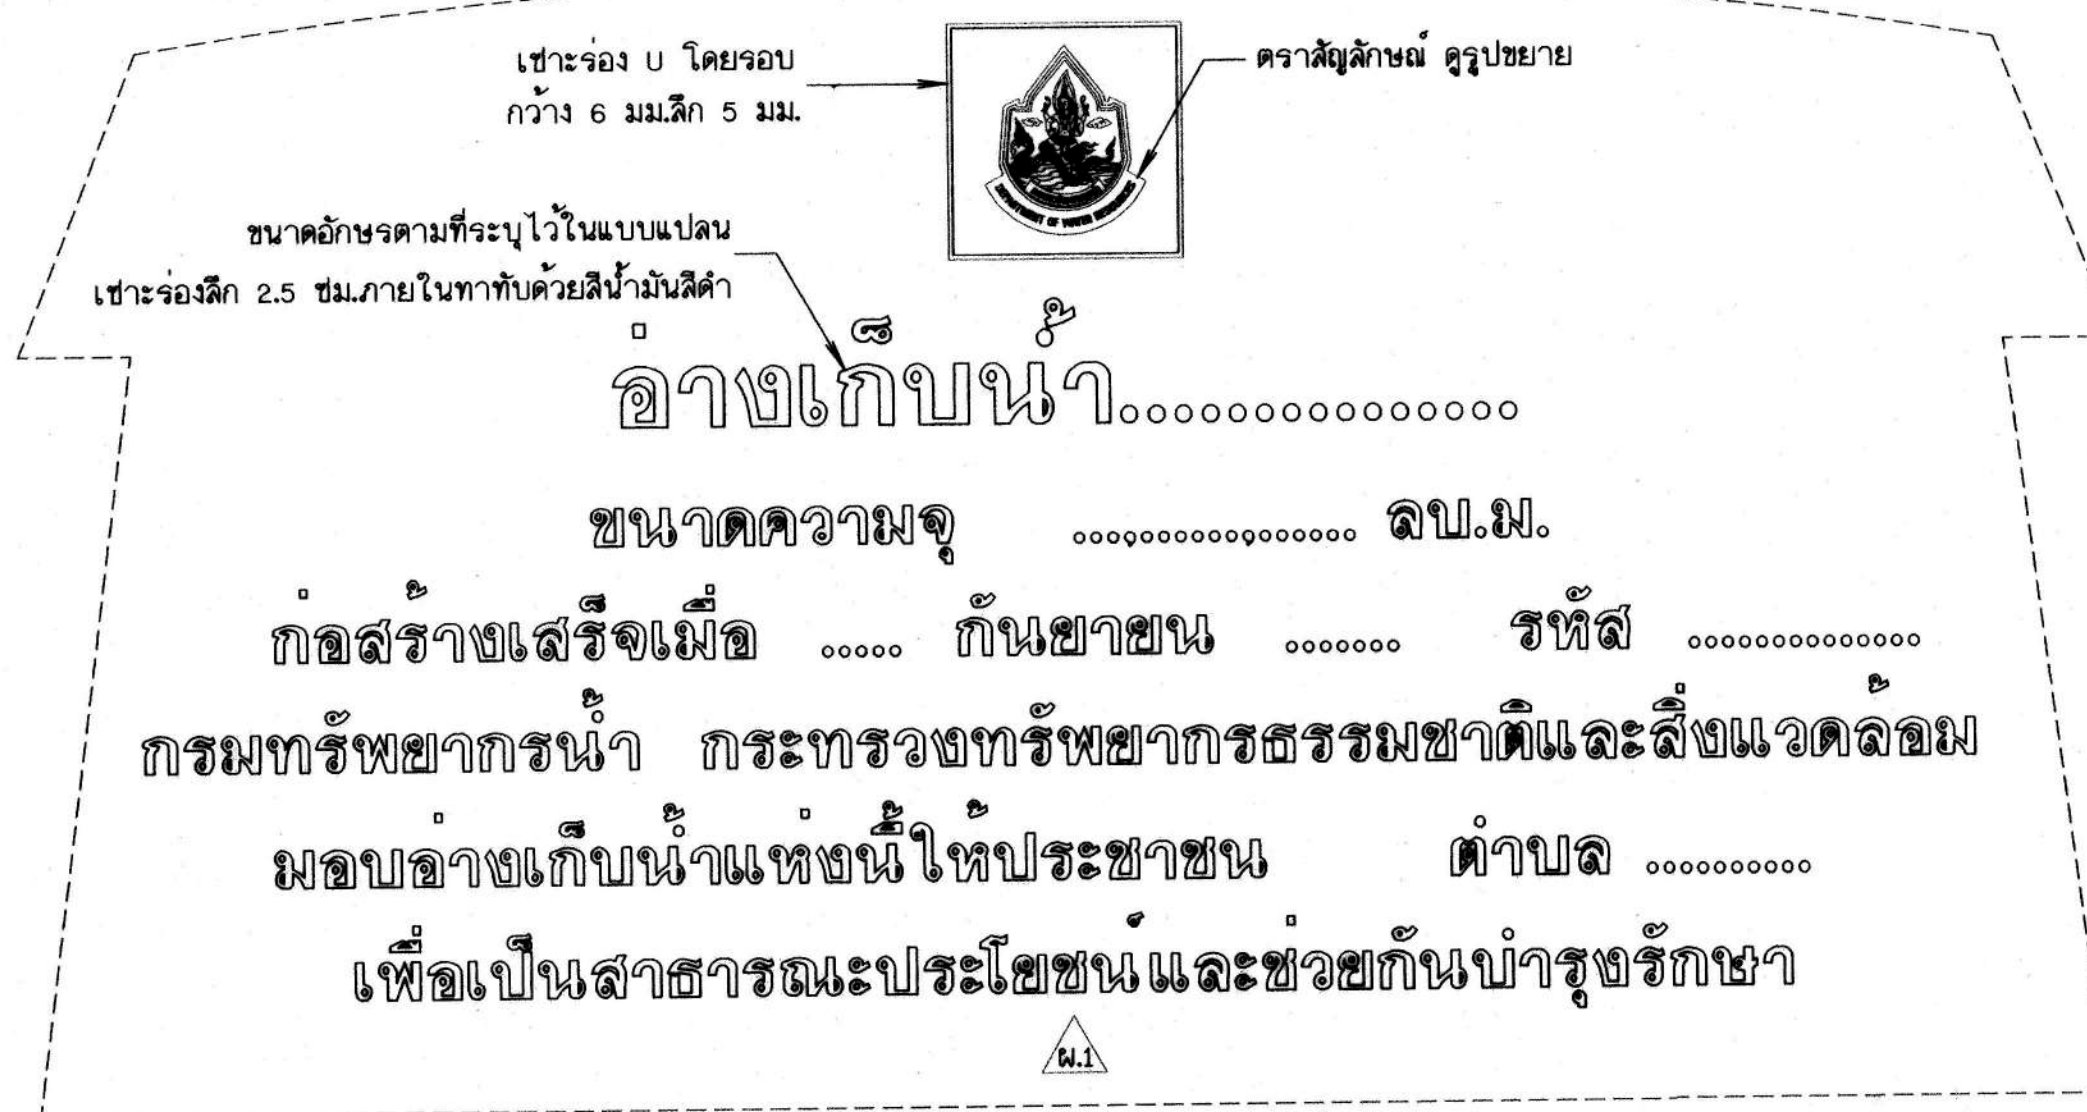 เซาะร่อง U โดยรอบ
กว้าง 6 มม.ลึก 5 มม.
ตราสัญลักษณ์ ดูรูปขยาย
DEPARTMENT OF WATER RESOURCES
ขนาดอักษรตามที่ระบุไว้ในแบบแปลน
เซาะร่องลึก 2.5 ซม.ภายในทาทับด้วยสีน้ำมันสีดำ
อ่างเก็บน้ำ...............
ขนาดความจุ ...,.......,....... ลบ.ม.
ก่อสร้างเสร็จเมื่อ ..... กันยายน ....... รหัส ..............
กรมทรัพยากรน้ำ กระทรวงทรัพยากรธรรมชาติและสิ่งแวดล้อม
มอบอ่างเก็บน้ำแห่งนี้ให้ประชาชน ตำบล ..........
เพื่อเป็นสาธารณะประโยชน์และช่วยกันบำรุงรักษา
ผ.1